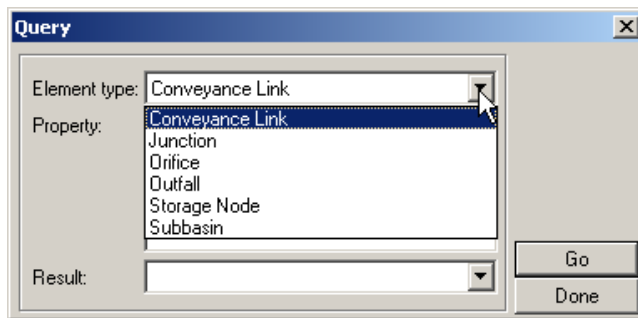 Query
Element type: Conveyance Link
Property:
Conveyance Link
Junction
Orifice
Outfall
Storage Node
Subbasin
Result:
Go
Done